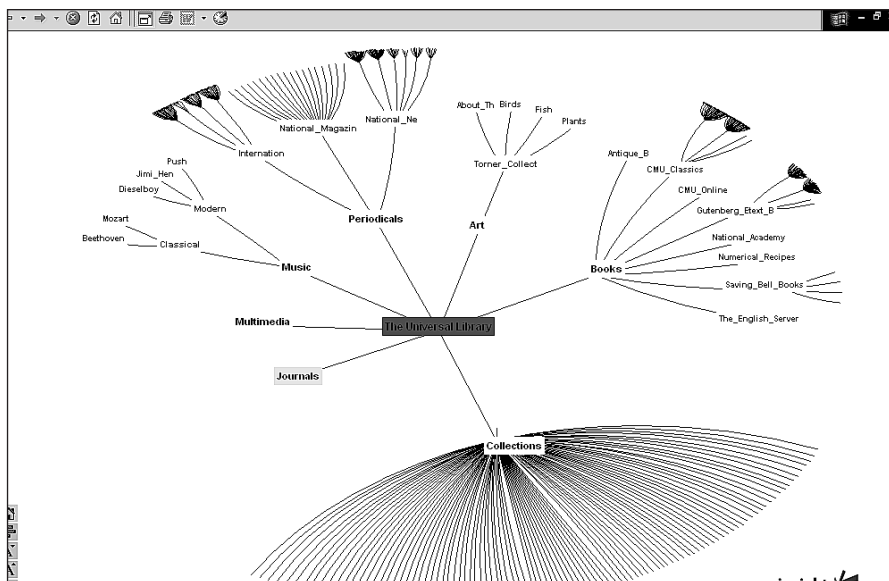 About_Th
Birds
Fish
Plants
National_Magazin
National_Ne
Internation
Torner_Collect
Antique_B
CMU_Classics
Push
Jimi_Hen
Dieselboy
Modern
CMU_Online
Gutenberg_Etext_B
Mozart
Periodicals
Art
Beethoven
Classical
National_Academy
Numerical_Recipes
Music
Books
Saving_Bell_Books
Multimedia
The Universal Library
The_English_Server
Journals
Collections